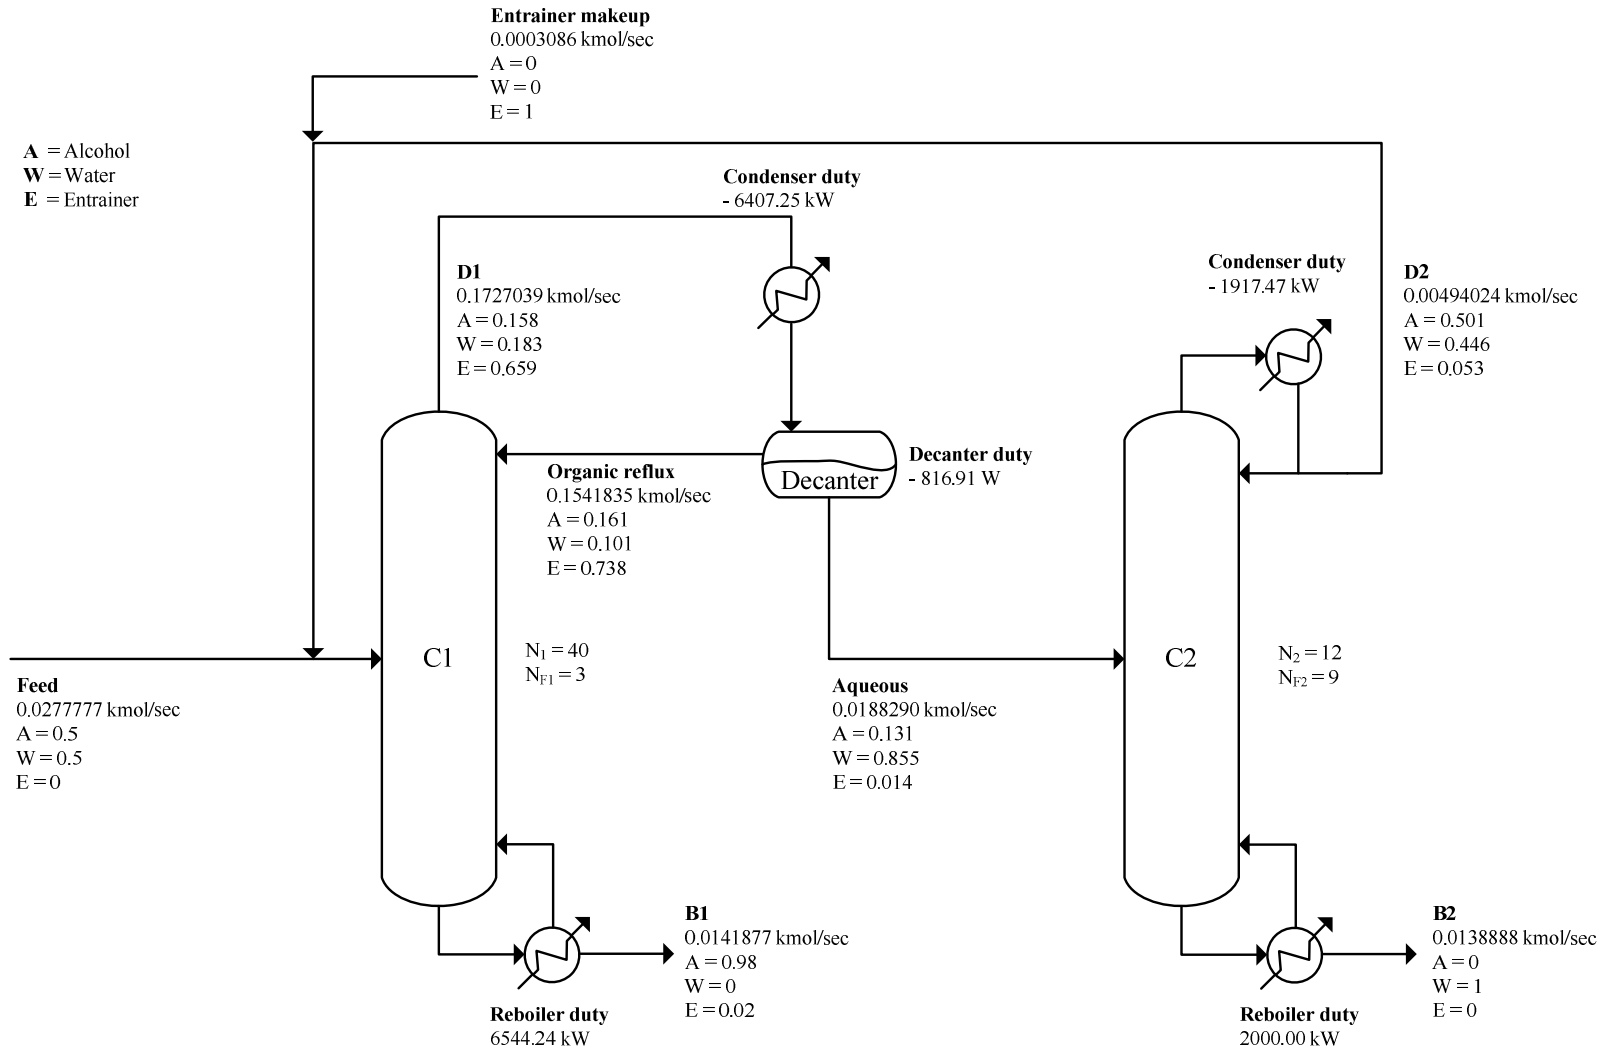 Entrainer makeup
0.0003086 kmol/sec
A = 0
W = 0
E = 1
A = Alcohol
W = Water
E = Entrainer
Condenser duty
- 6407.25 kW
D1
0.1727039 kmol/sec
A = 0.158
W = 0.183
E = 0.659
Condenser duty
- 1917.47 kW
D2
0.00494024 kmol/sec
A = 0.501
W = 0.446
E = 0.053
Decanter
Decanter duty
- 816.91 W
Organic reflux
0.1541835 kmol/sec
A = 0.161
W = 0.101
E = 0.738
C1
N1 = 40
NF1 = 3
C2
N2 = 12
NF2 = 9
Feed
0.0277777 kmol/sec
A = 0.5
W = 0.5
E = 0
Aqueous
0.0188290 kmol/sec
A = 0.131
W = 0.855
E = 0.014
B1
0.0141877 kmol/sec
A = 0.98
W = 0
E = 0.02
Reboiler duty
6544.24 kW
B2
0.0138888 kmol/sec
A = 0
W = 1
E = 0
Reboiler duty
2000.00 kW